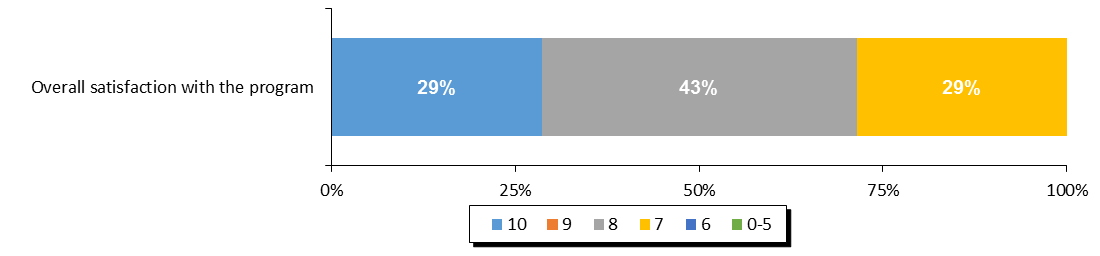 29% 43% 29%
Overall satisfaction with the program
0% 25% 50% 75% 100%
10 9 8 7 6 0-5